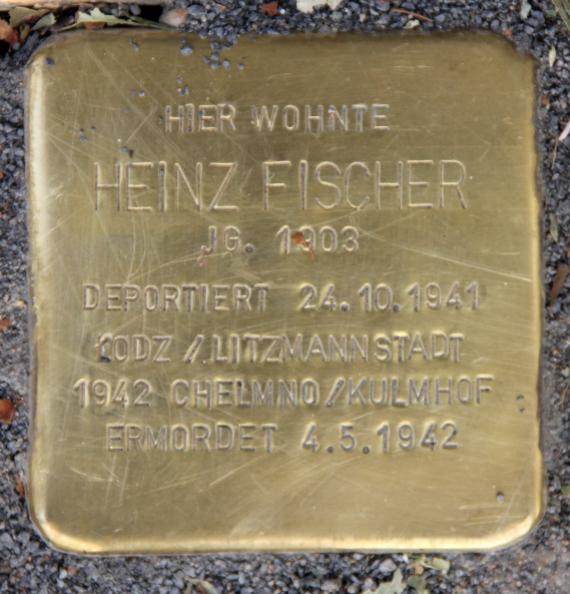 HIER WOHNTE
HEINZ FISCHER
JG. 1903
DEPORTIERT 24.10.1941
ŁODZ / LITZMANNSTADT
1942 CHELMNO/KULMHOF
ERMORDET 4.5.1942